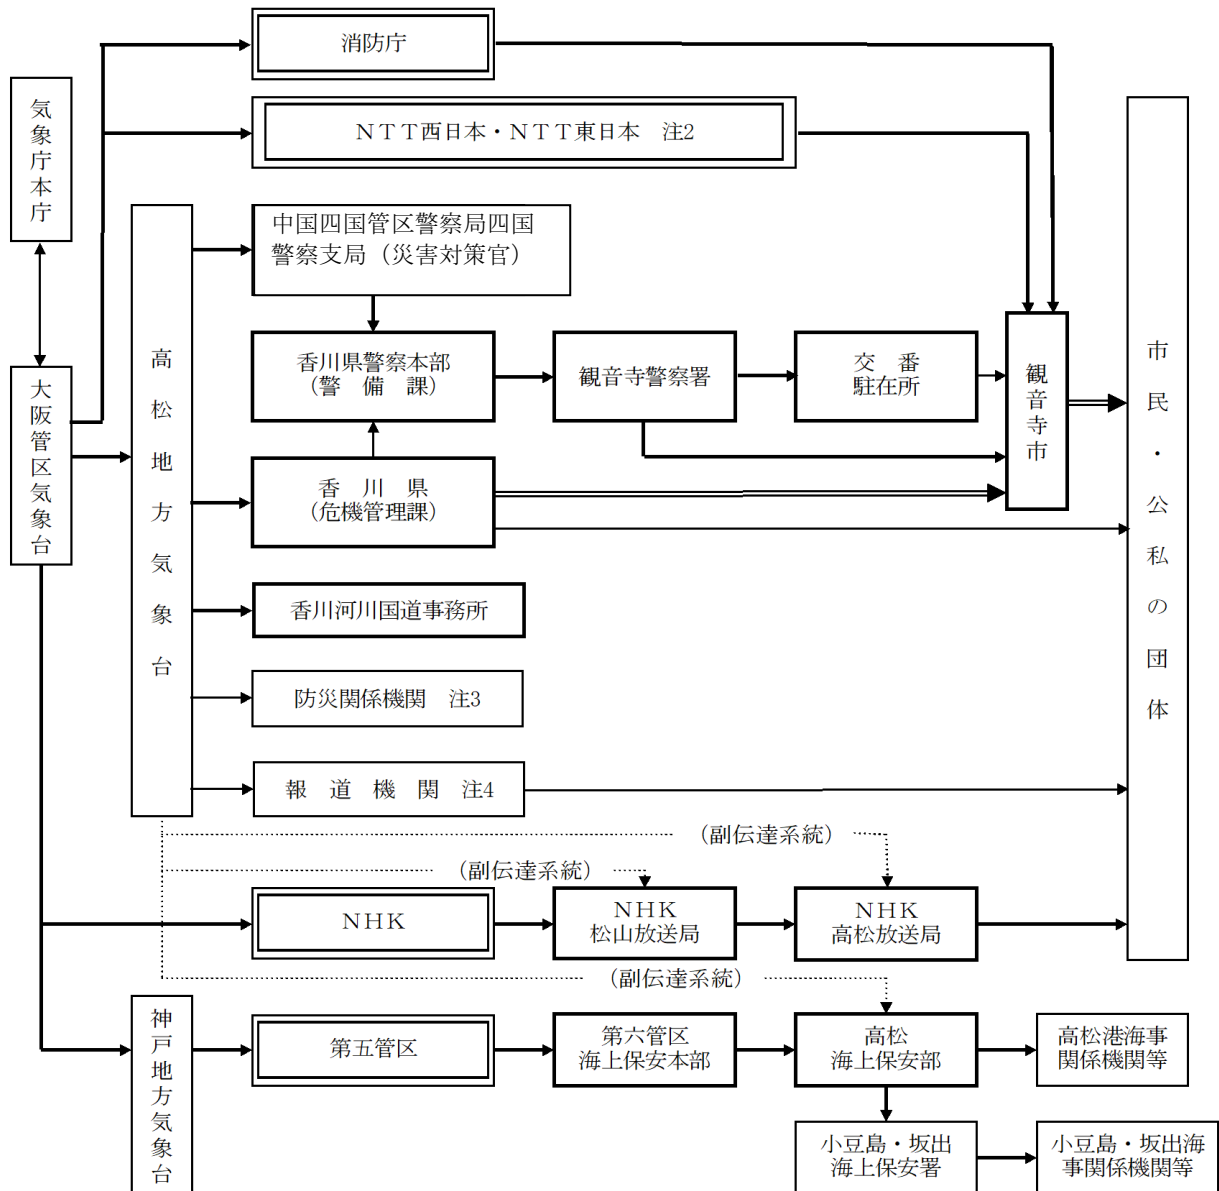 消防庁
ＮＴＴ西日本・ＮＴＴ東日本　注2
気象庁本庁
中国四国管区警察局四国
警察支局（災害対策官）
高松地方気象台
香川県警察本部
（警　備　課）
観音寺警察署
交　番
駐在所
観音寺市
市民・公私の団体
大阪管区気象台
香　川　県
（危機管理課）
香川河川国道事務所
防災関係機関　注3
報　道　機　関　注4
（副伝達系統）
（副伝達系統）
ＮＨＫ
ＮＨＫ
松山放送局
ＮＨＫ
高松放送局
（副伝達系統）
神戸地方気象台
第五管区
第六管区
海上保安本部
高松
海上保安部
高松港海事
関係機関等
小豆島・坂出
海上保安署
小豆島・坂出海
事関係機関等